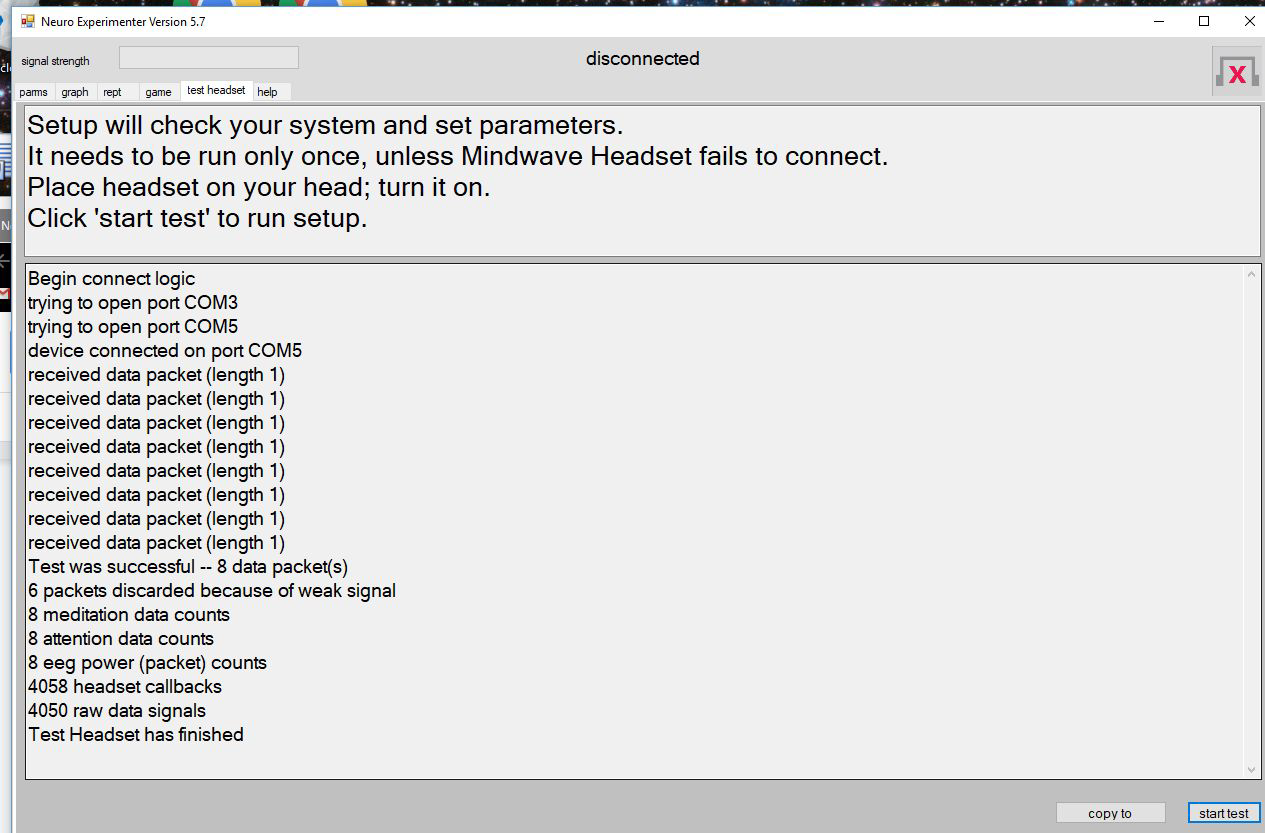 Neuro Experimenter Version 5.7
signal strength
disconnected
X
parms graph rept game test headset help
Setup will check your system and set parameters.
It needs to be run only once, unless Mindwave Headset fails to connect.
Place headset on your head; turn it on.
Click 'start test' to run setup.
Begin connect logic
trying to open port COM3
trying to open port COM5
device connected on port COM5
received data packet (length 1)
received data packet (length 1)
received data packet (length 1)
received data packet (length 1)
received data packet (length 1)
received data packet (length 1)
received data packet (length 1)
received data packet (length 1)
Test was successful -- 8 data packet(s)
6 packets discarded because of weak signal
8 meditation data counts
8 attention data counts
8 eeg power (packet) counts
4058 headset callbacks
4050 raw data signals
Test Headset has finished
copy to
start test